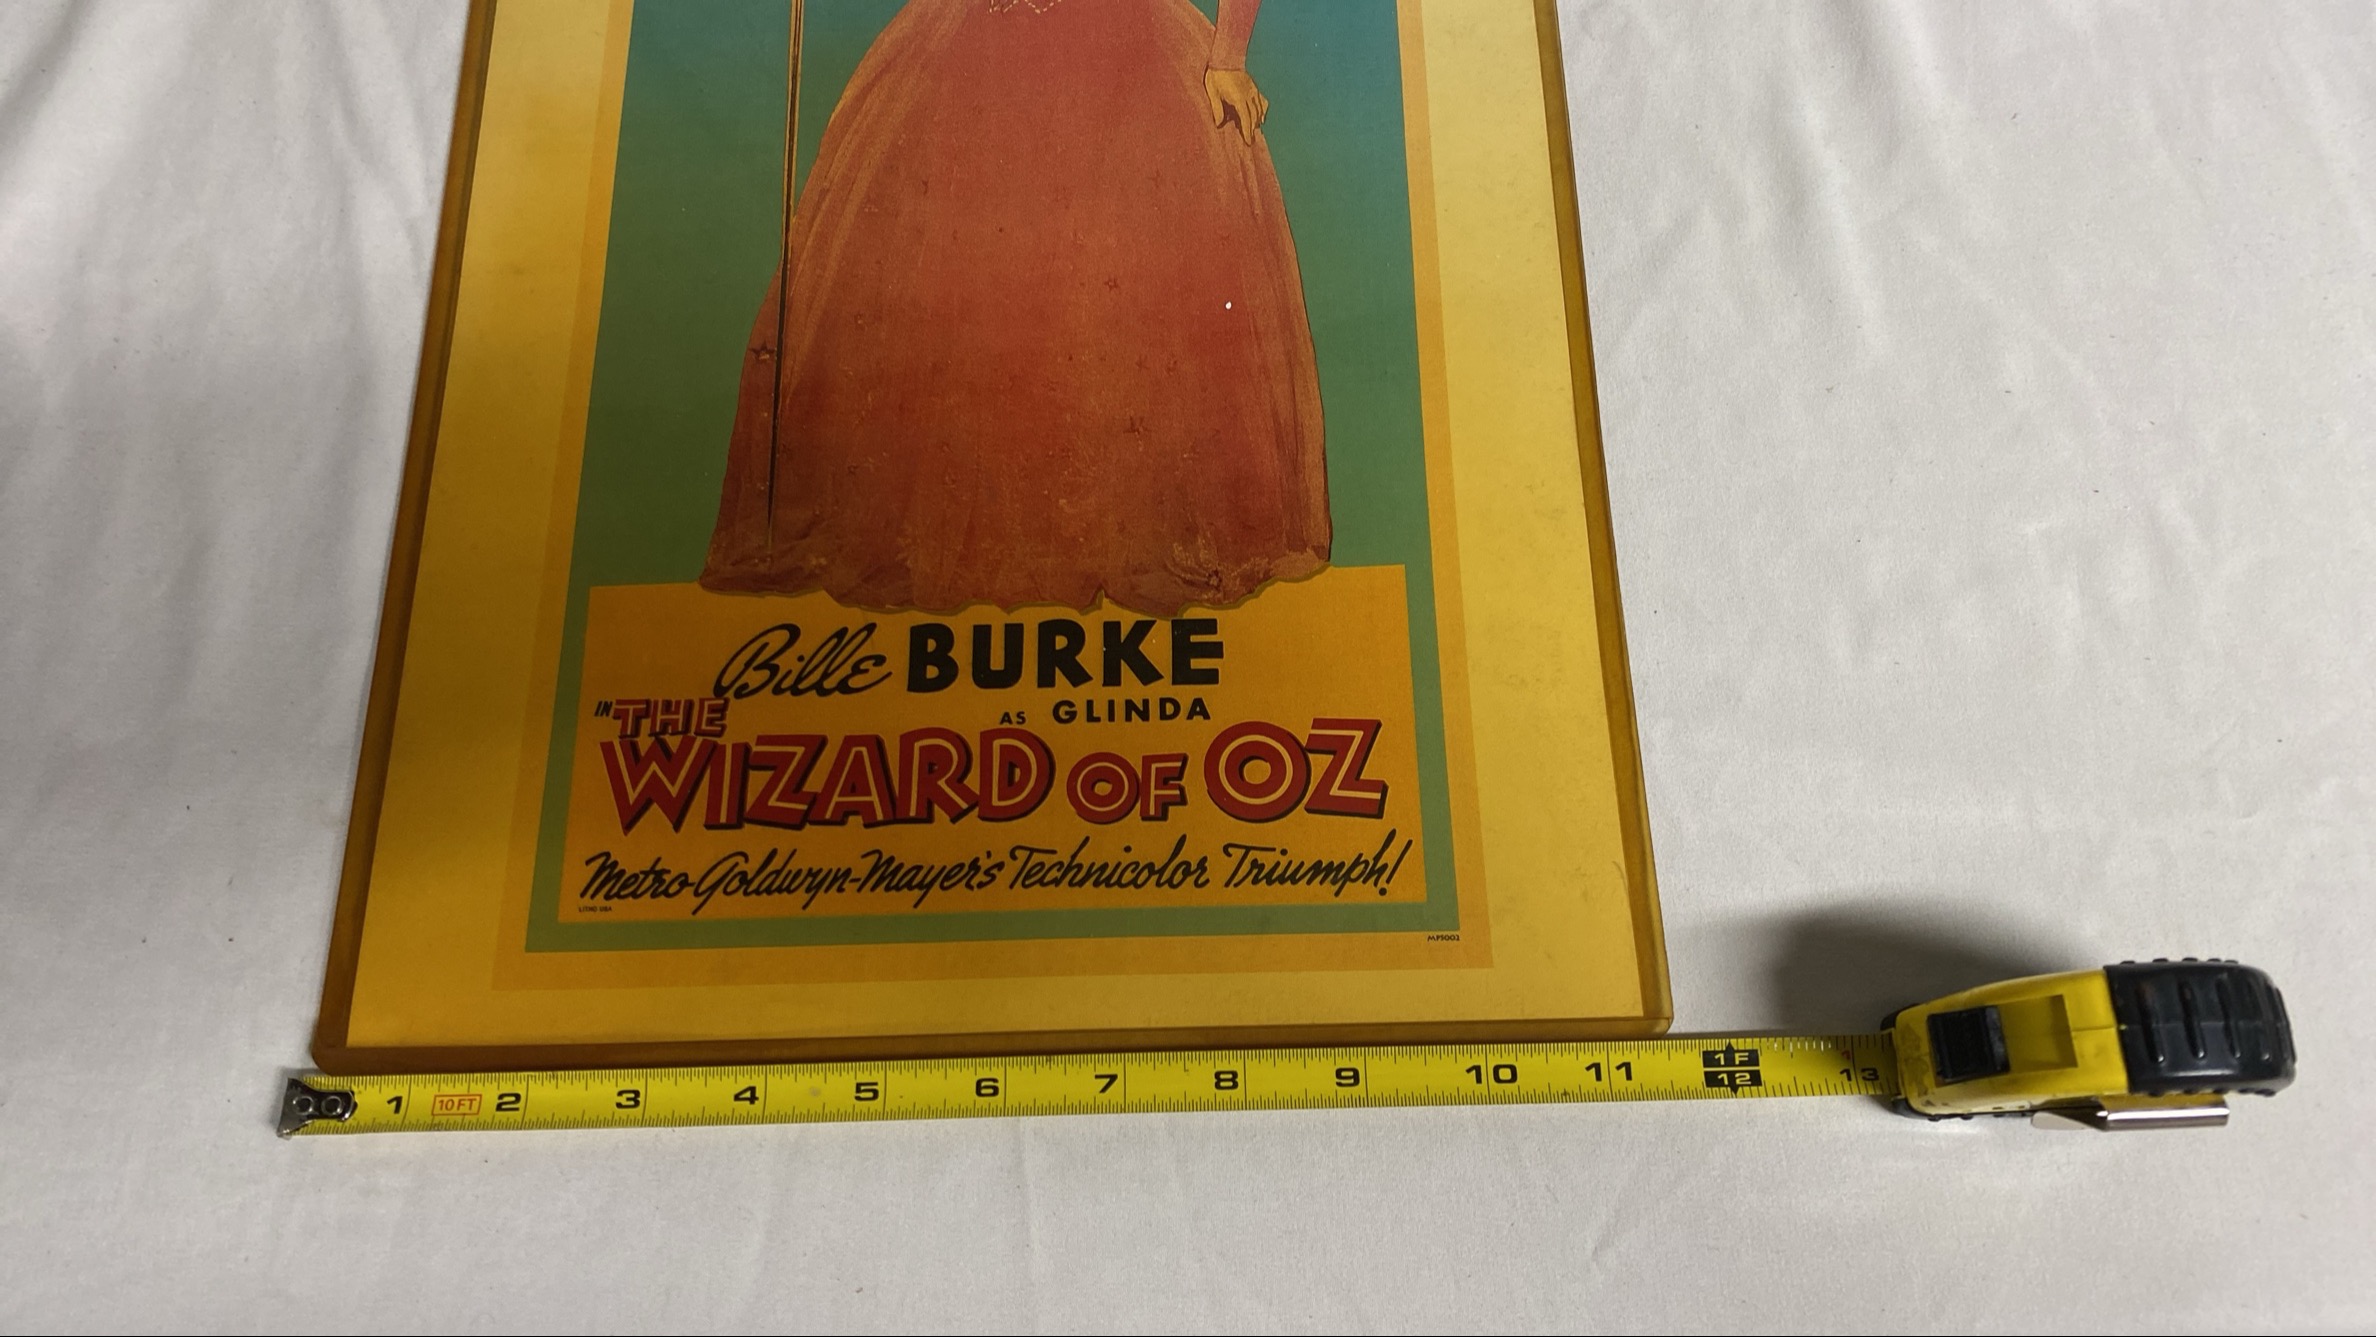 Bille BURKE
AS GLINDA
IN THE
WIZARD OF OZ
Metro-Goldwyn-Mayer's Technicolor Triumph!
LITHO USA
MP5002
1 10FT 2 3 4 5 6 7 8 9 10 11 1F 12 13